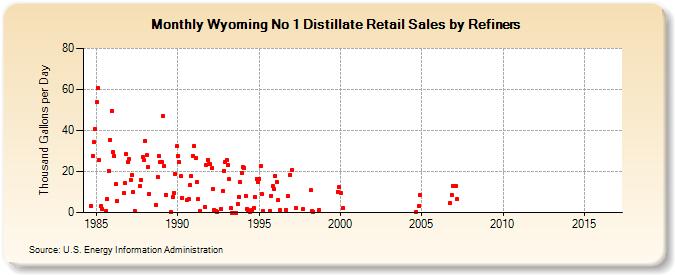 Monthly Wyoming No 1 Distillate Retail Sales by Refiners
Thousand Gallons per Day
80
60
40
20
0
1985 1990 1995 2000 2005 2010 2015
Source: U.S. Energy Information Administration